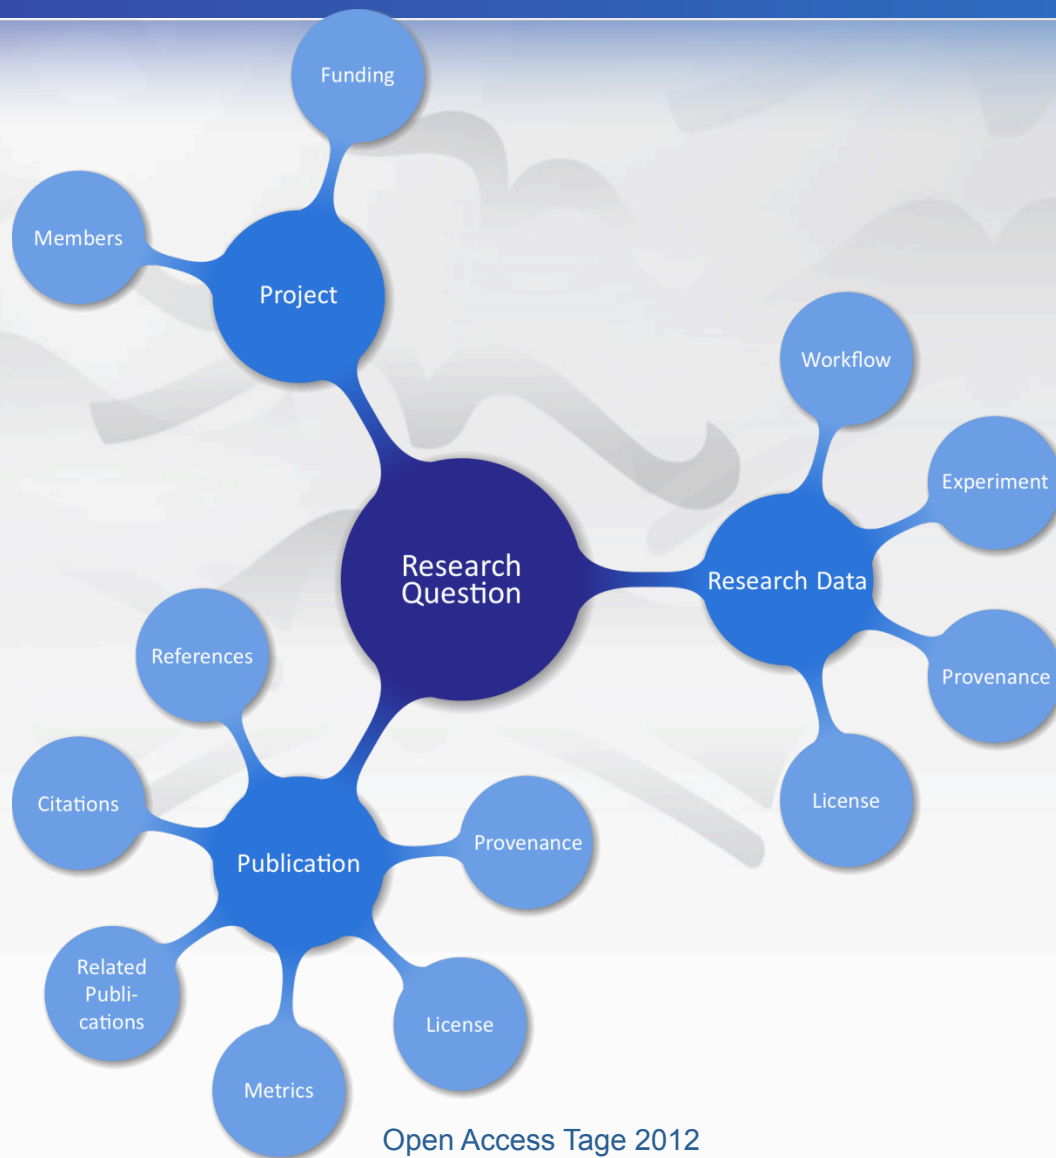 Funding
Members
Project
Workflow
Experiment
Research
Question
Research Data
References
Provenance
Citations
License
Provenance
Publication
Related
Publi-
cations
License
Metrics
Open Access Tage 2012